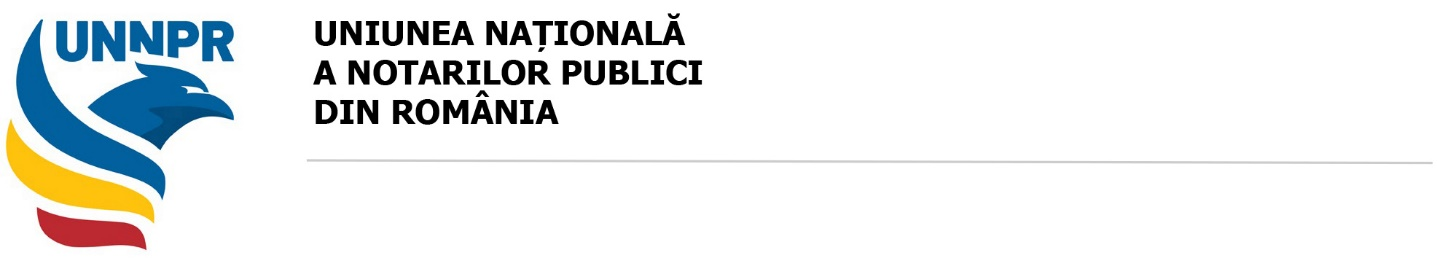 UNNPR
UNIUNEA NAȚIONALĂ
A NOTARILOR PUBLICI
DIN ROMÂNIA